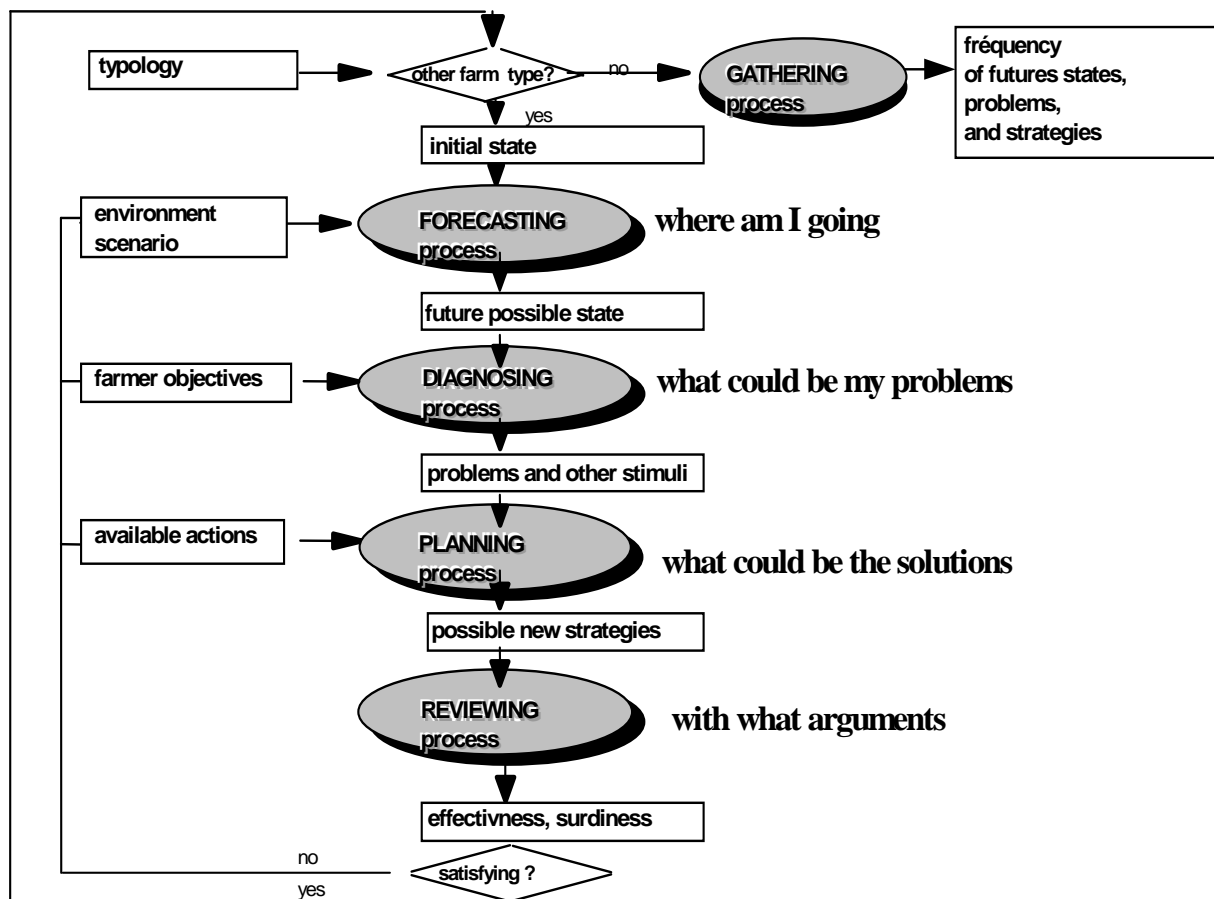 typology
other farm type?
no
GATHERING
process
fréquency
of futures states,
problems,
and strategies
yes
initial state
environment
scenario
FORECASTING
process
where am I going
future possible state
farmer objectives
DIAGNOSING
process
what could be my problems
problems and other stimuli
available actions
PLANNING
process
what could be the solutions
possible new strategies
REVIEWING
process
with what arguments
effectivness, surdiness
no
satisfying ?
yes